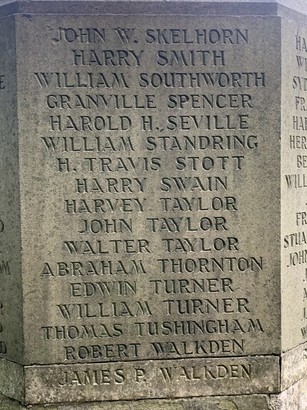 JOHN W. SKELHORN
HARRY SMITH
WILLIAM SOUTHWORTH
GRANVILLE SPENCER
HAROLD H. SEVILLE
WILLIAM STANDRING
H. TRAVIS STOTT
HARRY SWAIN
HARVEY TAYLOR
JOHN TAYLOR
WALTER TAYLOR
ABRAHAM THORNTON
EDWIN TURNER
WILLIAM TURNER
THOMAS TUSHINGHAM
ROBERT WALKDEN
JAMES P. WALKDEN